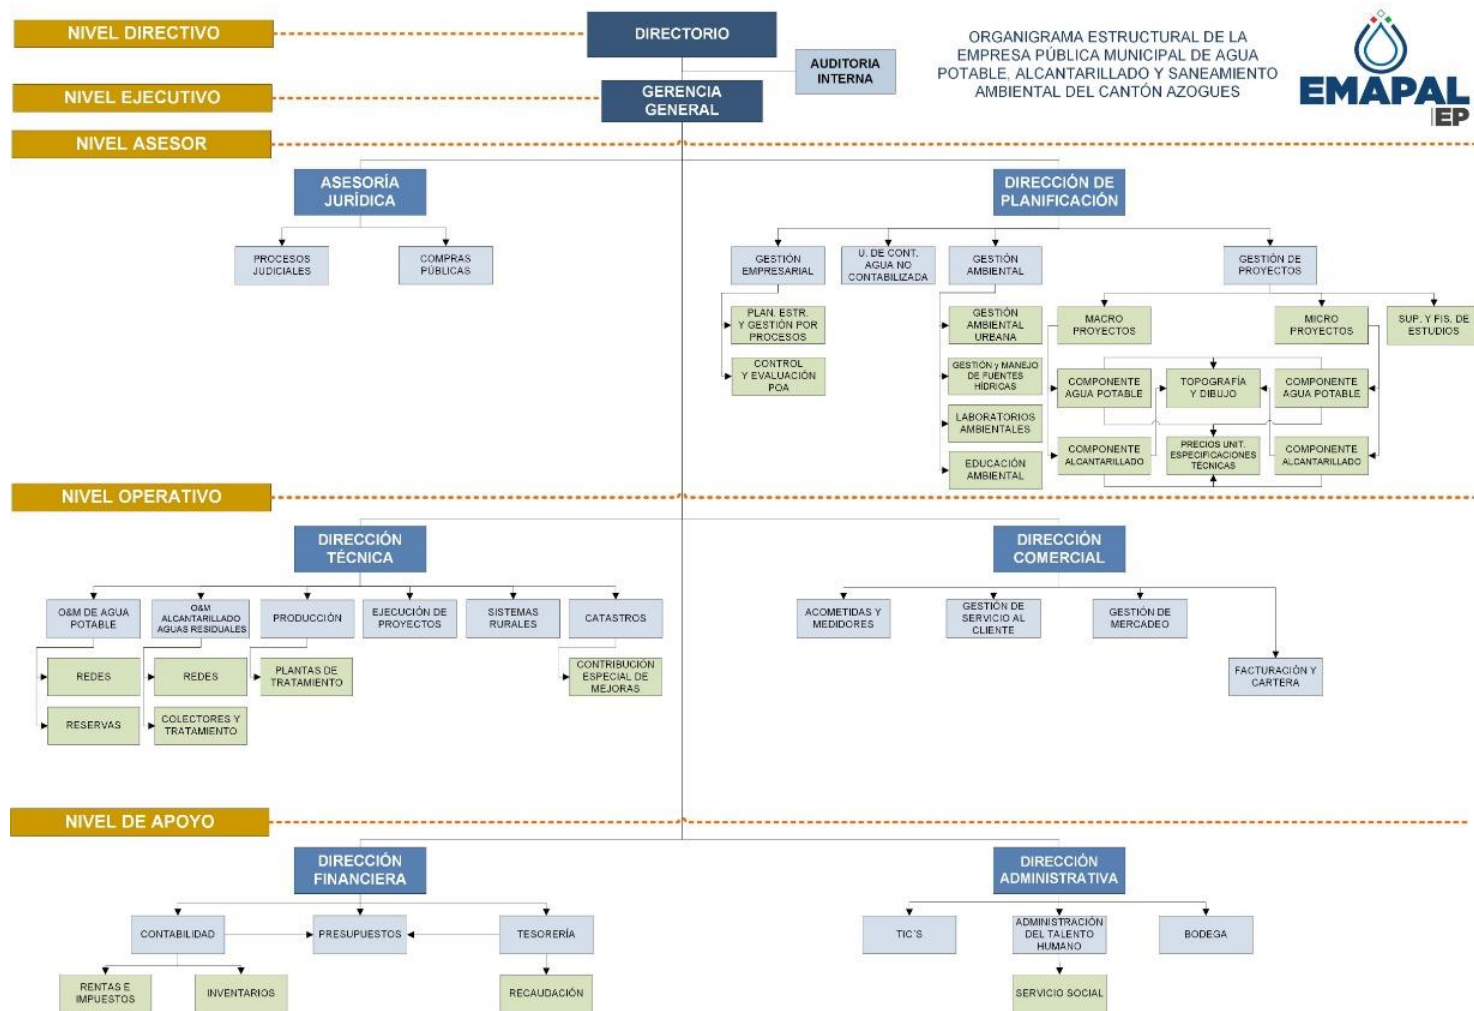 NIVEL DIRECTIVO
DIRECTORIO
AUDITORIA
INTERNA
ORGANIGRAMA ESTRUCTURAL DE LA
EMPRESA PÚBLICA MUNICIPAL DE AGUA
POTABLE, ALCANTARILLADO Y SANEAMIENTO
AMBIENTAL DEL CANTÓN AZOGUES
EMAPAL
EP
NIVEL EJECUTIVO
GERENCIA
GENERAL
NIVEL ASESOR
ASESORÍA
JURÍDICA
DIRECCIÓN DE
PLANIFICACIÓN
PROCESOS
JUDICIALES
COMPRAS
PÚBLICAS
GESTIÓN
EMPRESARIAL
U. DE CONT.
AGUA NO
CONTABILIZADA
GESTIÓN
AMBIENTAL
GESTIÓN DE
PROYECTOS
PLAN. ESTR.
Y GESTIÓN POR
PROCESOS
CONTROL
Y EVALUACIÓN
POA
GESTIÓN
AMBIENTAL
URBANA
GESTIÓN y MANEJO
DE FUENTES
HÍDRICAS
LABORATORIOS
AMBIENTALES
EDUCACIÓN
AMBIENTAL
MACRO
PROYECTOS
MICRO
PROYECTOS
SUP. Y FIS. DE
ESTUDIOS
COMPONENTE
AGUA POTABLE
TOPOGRAFÍA
Y DIBUJO
COMPONENTE
AGUA POTABLE
COMPONENTE
ALCANTARILLADO
PRECIOS UNIT.
ESPECIFICACIONES
TÉCNICAS
COMPONENTE
ALCANTARILLADO
NIVEL OPERATIVO
DIRECCIÓN
TÉCNICA
DIRECCIÓN
COMERCIAL
O&M DE AGUA
POTABLE
O&M
ALCANTARILLADO
AGUAS RESIDUALES
PRODUCCIÓN
EJECUCIÓN DE
PROYECTOS
SISTEMAS
RURALES
CATASTROS
ACOMETIDAS Y
MEDIDORES
GESTIÓN DE
SERVICIO AL
CLIENTE
GESTIÓN DE
MERCADEO
REDES
REDES
PLANTAS DE
TRATAMIENTO
CONTRIBUCIÓN
ESPECIAL DE
MEJORAS
FACTURACIÓN Y
CARTERA
RESERVAS
COLECTORES Y
TRATAMIENTO
NIVEL DE APOYO
DIRECCIÓN
FINANCIERA
DIRECCIÓN
ADMINISTRATIVA
CONTABILIDAD
PRESUPUESTOS
TESORERÍA
TIC´S
ADMINISTRACIÓN
DEL TALENTO
HUMANO
BODEGA
RENTAS E
IMPUESTOS
INVENTARIOS
RECAUDACIÓN
SERVICIO SOCIAL